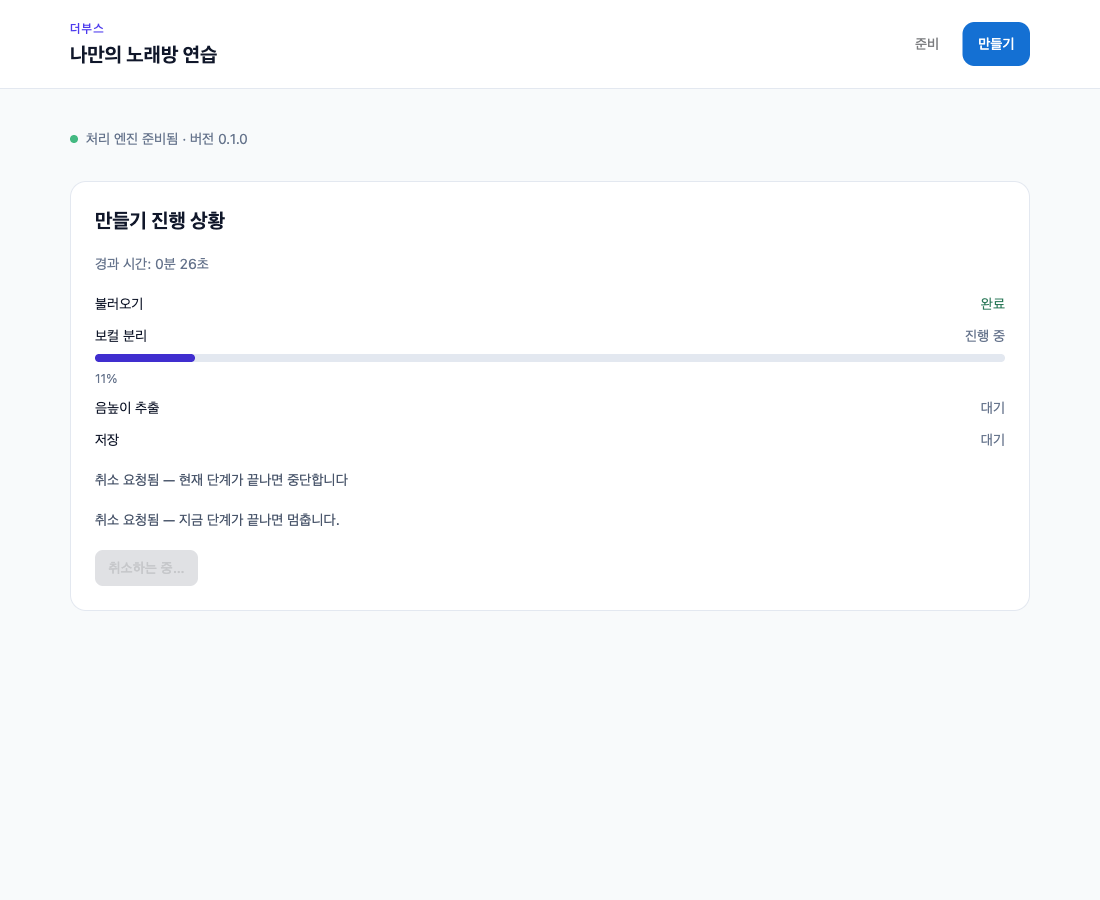 더부스
나만의 노래방 연습
준비
만들기
처리 엔진 준비됨 · 버전 0.1.0
만들기 진행 상황
경과 시간: 0분 26초
불러오기
완료
보컬 분리
진행 중
11%
음높이 추출
대기
저장
대기
취소 요청됨 — 현재 단계가 끝나면 중단합니다
취소 요청됨 — 지금 단계가 끝나면 멈춥니다.
취소하는 중...